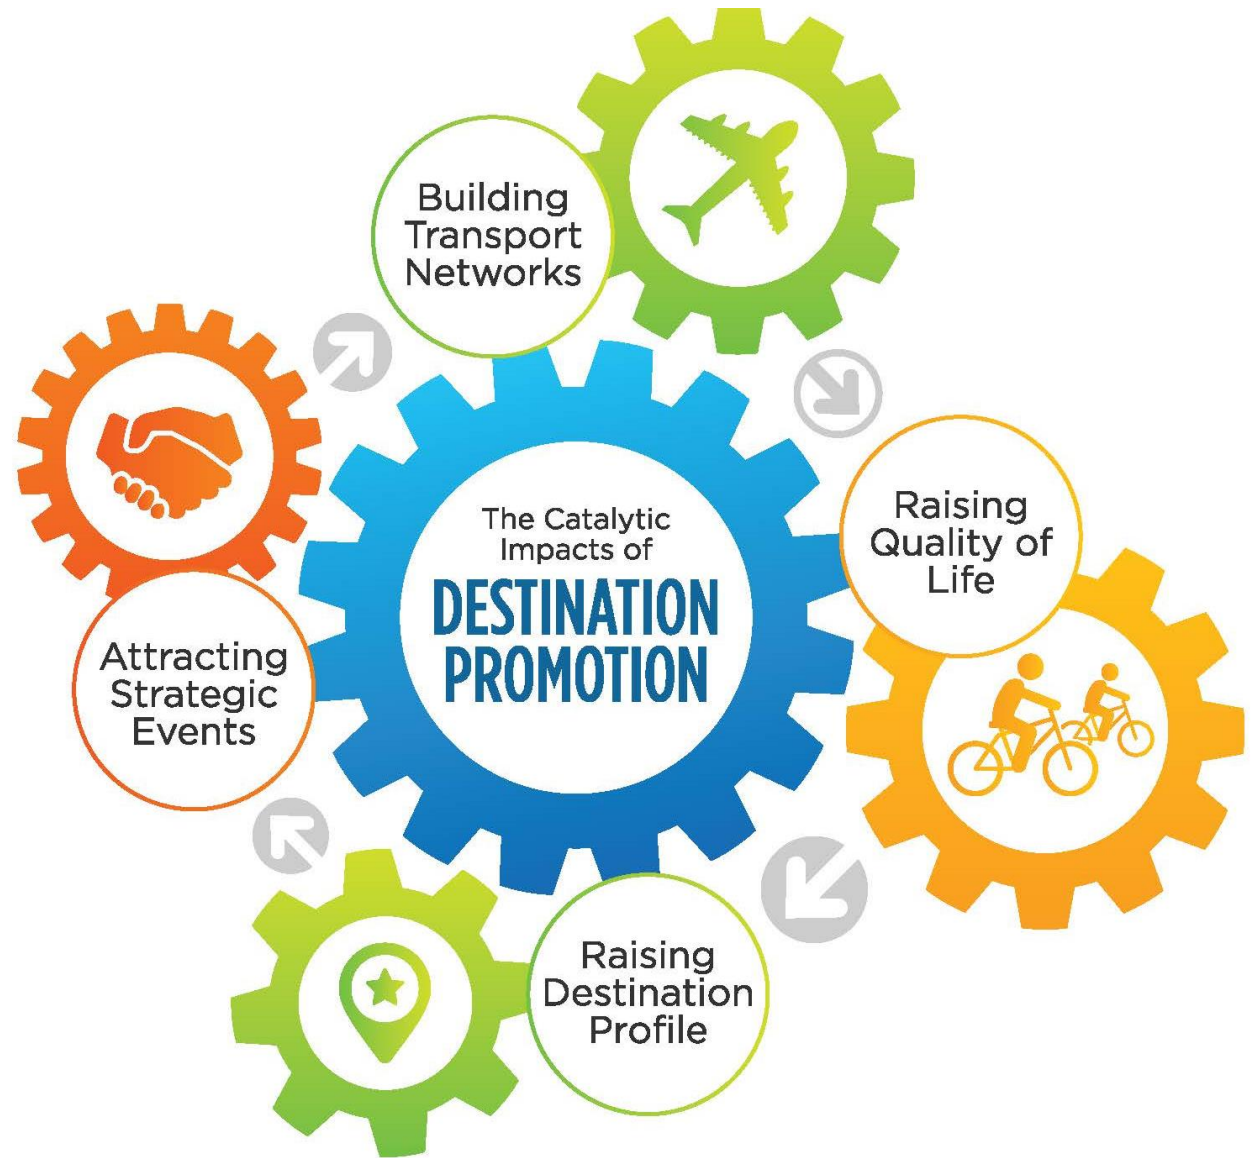 Building
Transport
Networks
Raising
Quality of
Life
The Catalytic
Impacts of
DESTINATION
PROMOTION
Attracting
Strategic
Events
Raising
Destination
Profile